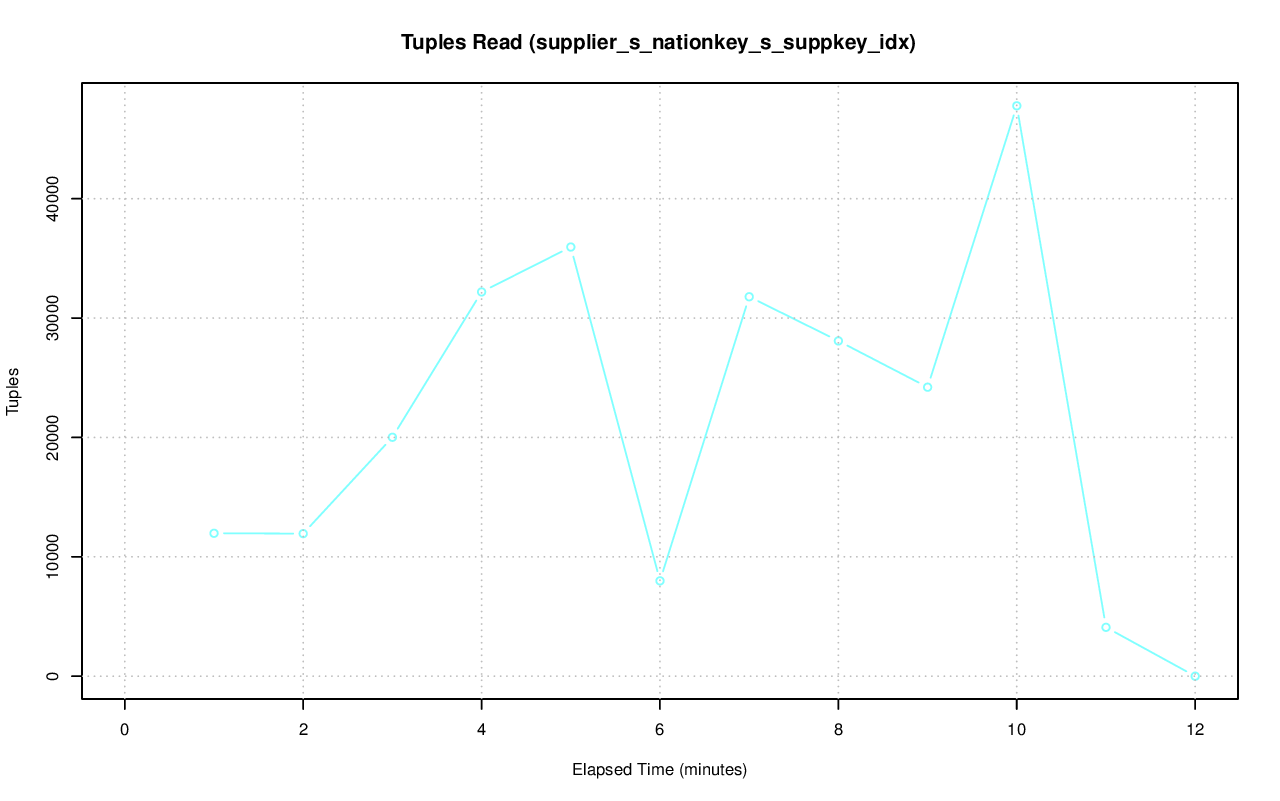 Tuples Read (supplier_s_nationkey_s_suppkey_idx)
Tuples
40000
30000
20000
10000
0
0 2 4 6 8 10 12
Elapsed Time (minutes)